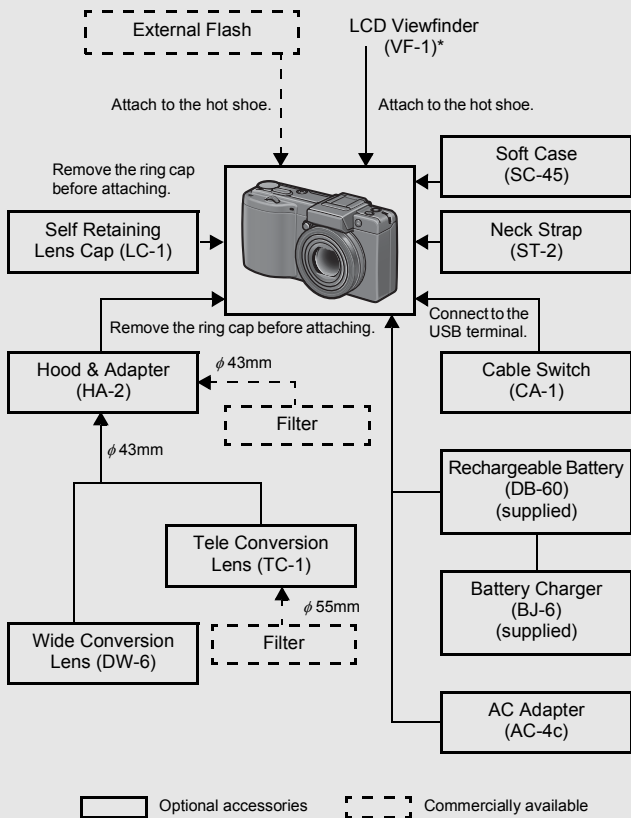 External Flash
LCD Viewfinder
(VF-1)*
Attach to the hot shoe.
Attach to the hot shoe.
Remove the ring cap
before attaching.
Soft Case
(SC-45)
Self Retaining
Lens Cap (LC-1)
Neck Strap
(ST-2)
Remove the ring cap before attaching.
Connect to the
USB terminal.
Hood & Adapter
(HA-2)
ϕ 43mm
Filter
Cable Switch
(CA-1)
ϕ 43mm
Rechargeable Battery
(DB-60)
(supplied)
Tele Conversion
Lens (TC-1)
Battery Charger
(BJ-6)
(supplied)
ϕ 55mm
Filter
Wide Conversion
Lens (DW-6)
AC Adapter
(AC-4c)
Optional accessories
Commercially available